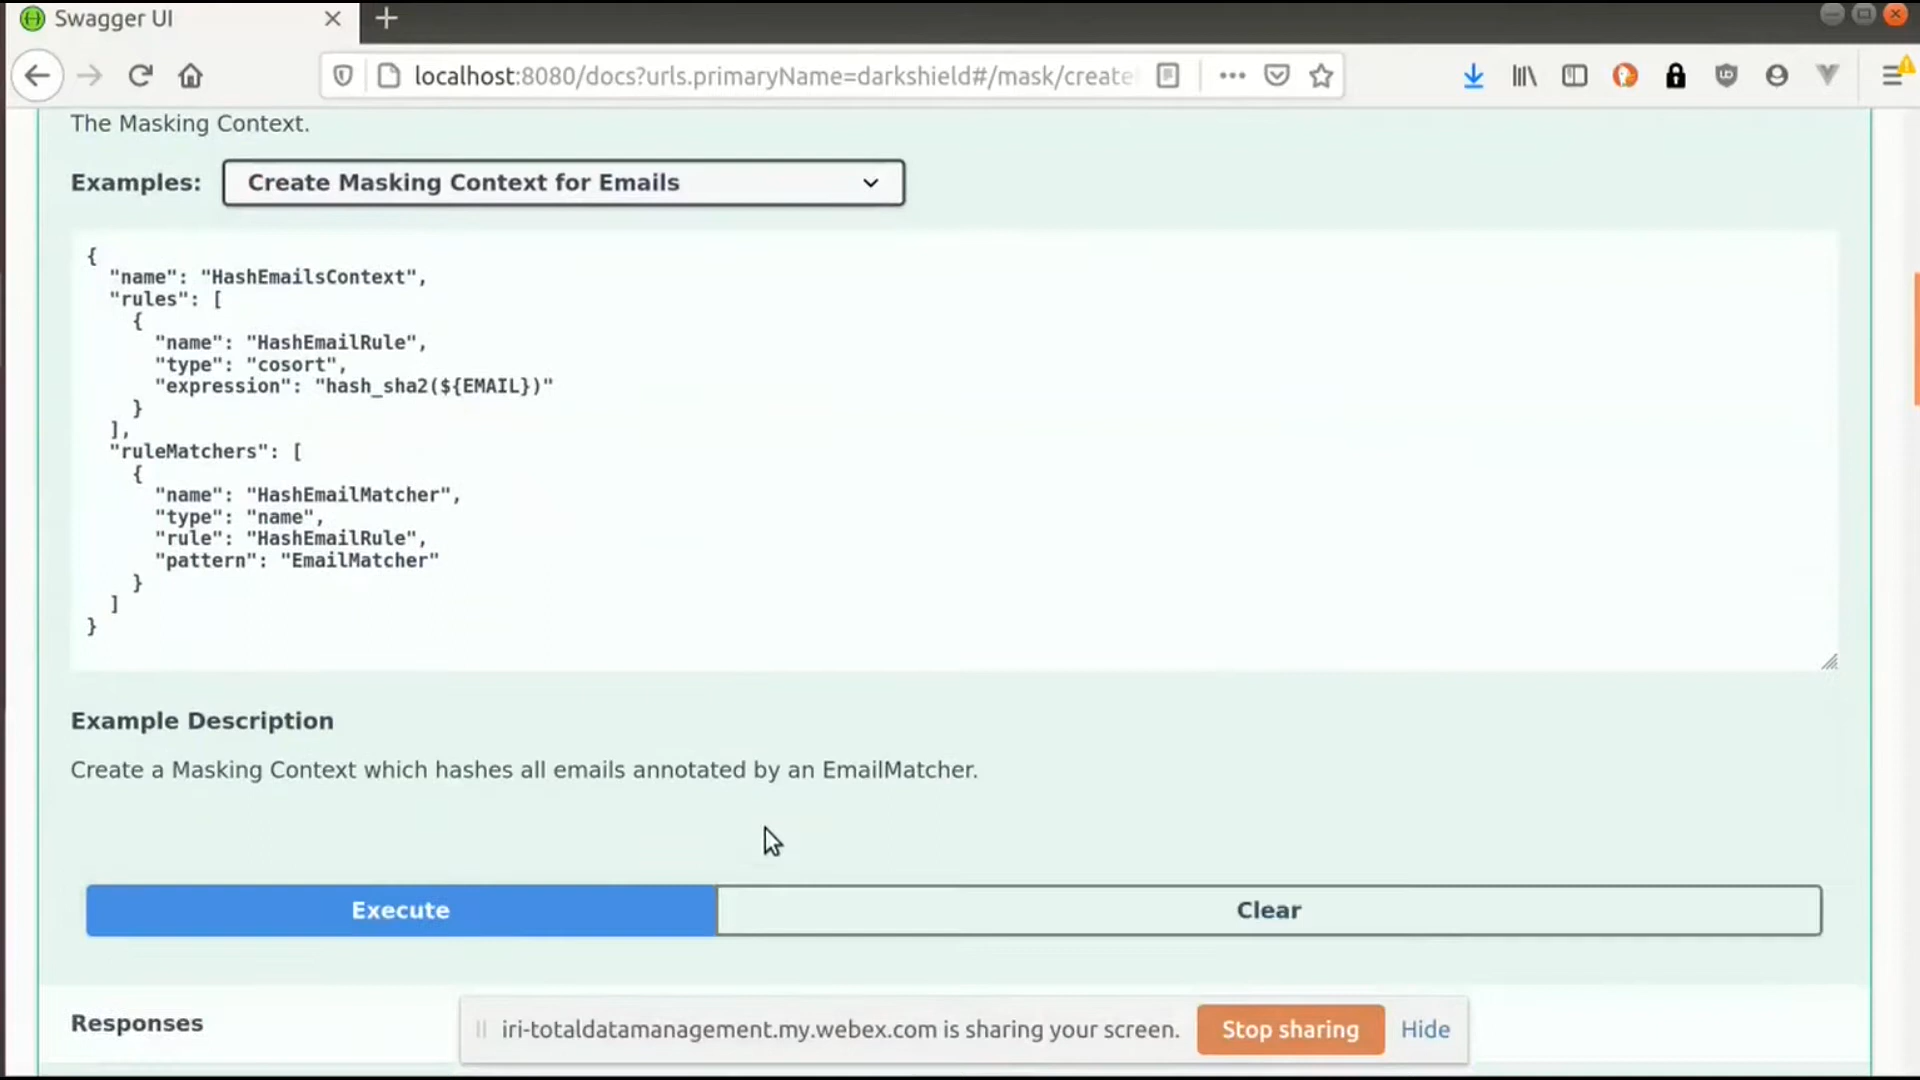 Swagger UI
localhost:8080/docs?urls.primaryName=darkshield#/mask/create
The Masking Context.
Examples: Create Masking Context for Emails
{
  "name": "HashEmailsContext",
  "rules": [
    {
      "name": "HashEmailRule",
      "type": "cosort",
      "expression": "hash_sha2(${EMAIL})"
    }
  ],
  "ruleMatchers": [
    {
      "name": "HashEmailMatcher",
      "type": "name",
      "rule": "HashEmailRule",
      "pattern": "EmailMatcher"
    }
  ]
}
Example Description
Create a Masking Context which hashes all emails annotated by an EmailMatcher.
Execute Clear
Responses
iri-totaldatamanagement.my.webex.com is sharing your screen. Stop sharing Hide